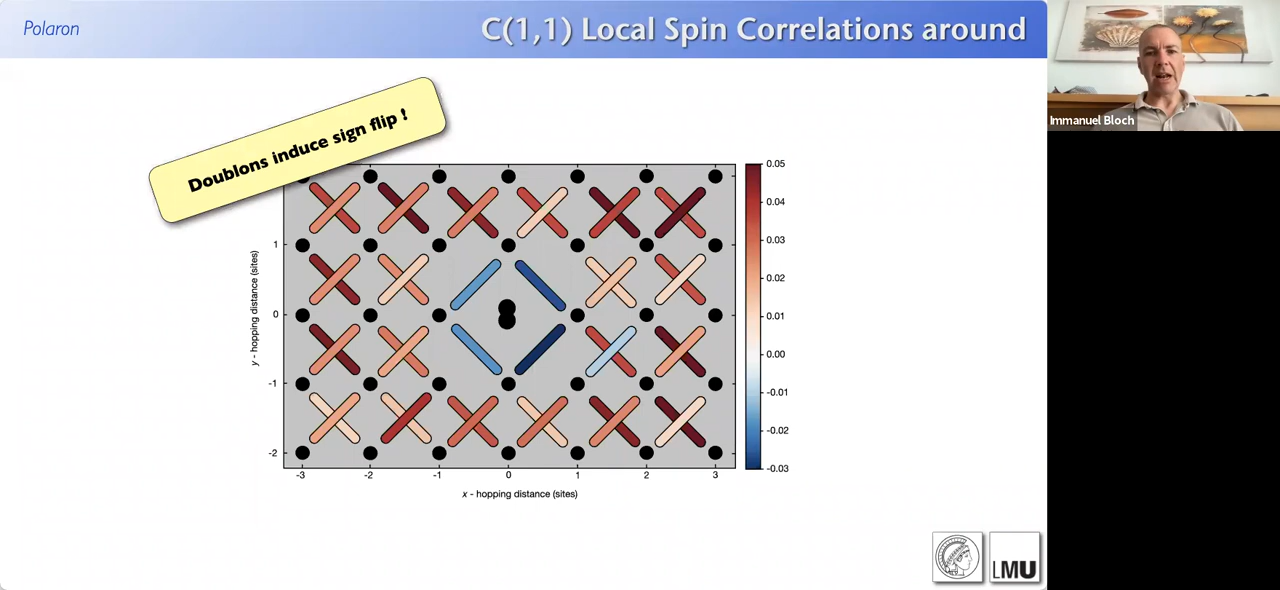 Polaron
C(1,1) Local Spin Correlations around
Immanuel Bloch
Doublons induce sign flip !
0.05
0.04
0.03
0.02
0.01
0.00
-0.01
-0.02
-0.03
y - hopping distance (sites)
1
0
-1
-2
-3 -2 -1 0 1 2 3
x - hopping distance (sites)
LMU